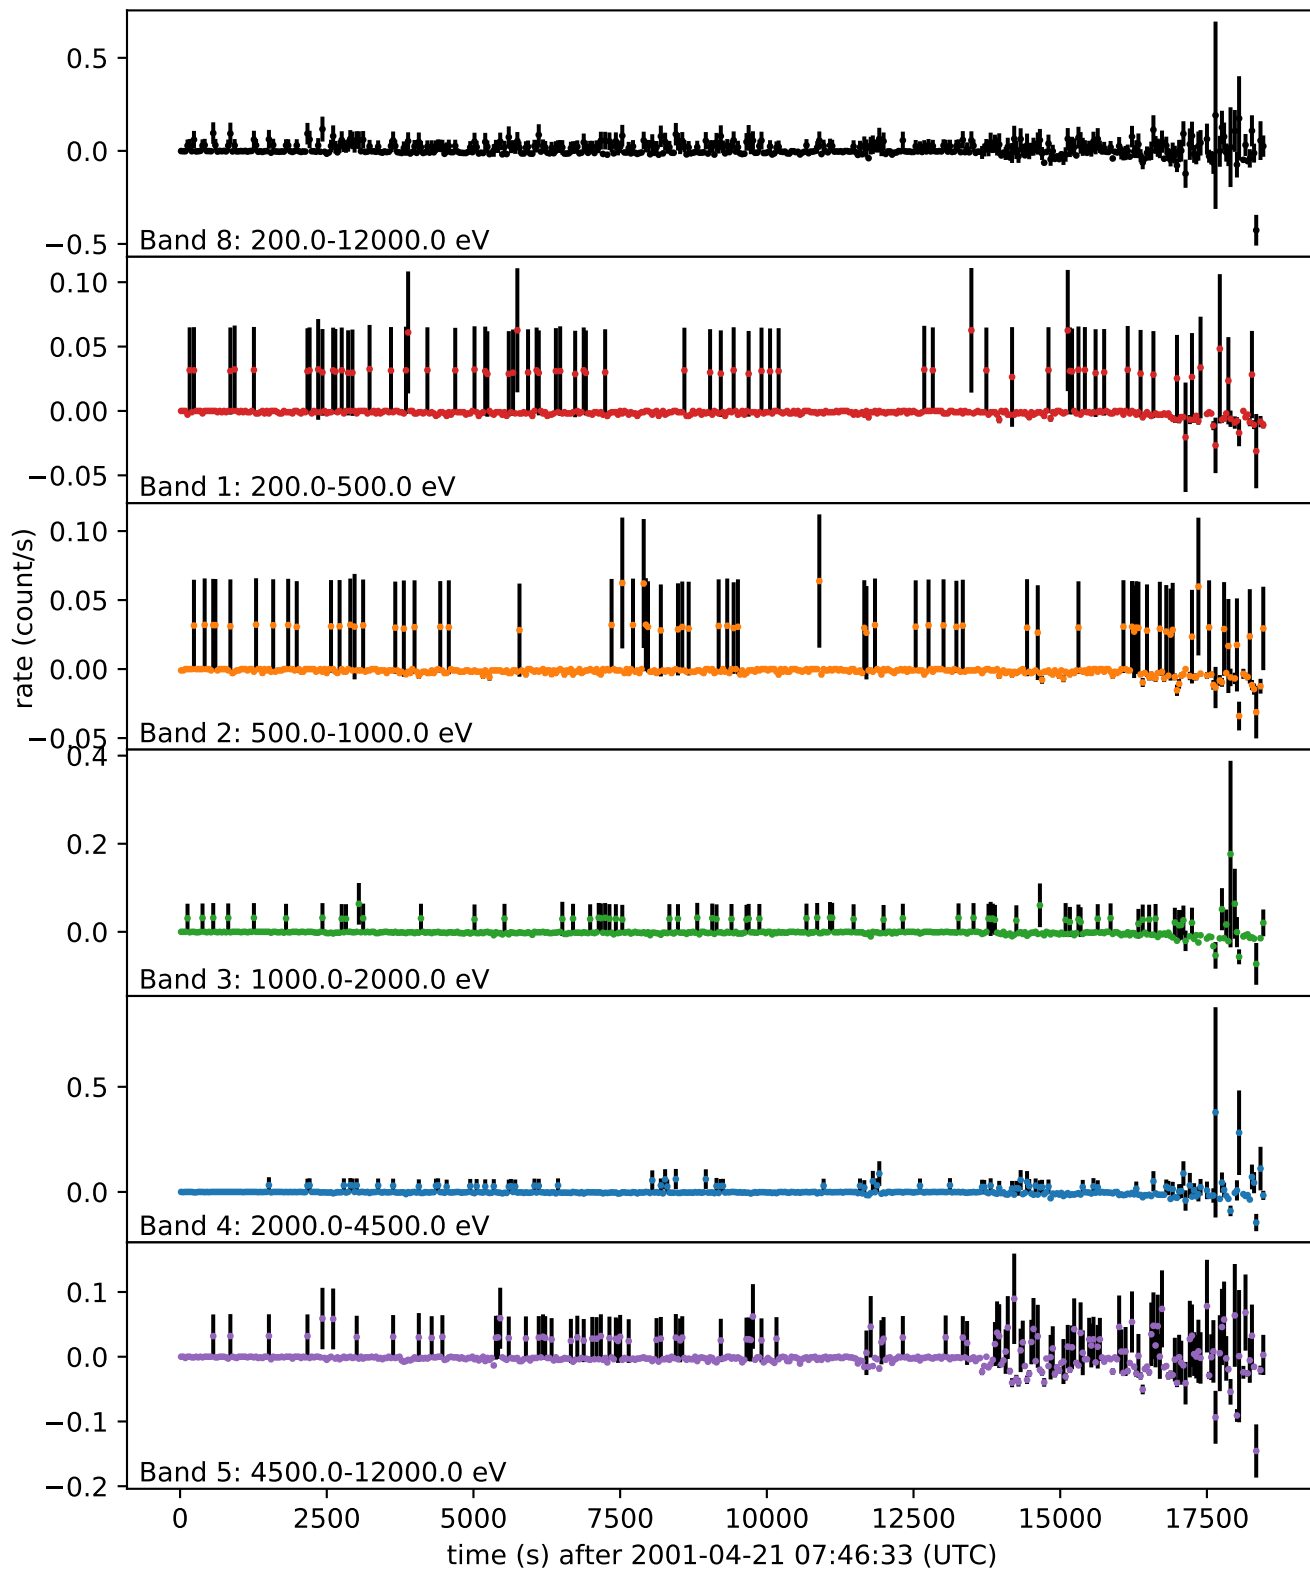 0.5
0.0
−0.5
Band 8: 200.0-12000.0 eV
0.10
0.05
0.00
−0.05
Band 1: 200.0-500.0 eV
rate (count/s)
0.10
0.05
0.00
−0.05
Band 2: 500.0-1000.0 eV
0.4
0.2
0.0
Band 3: 1000.0-2000.0 eV
0.5
0.0
Band 4: 2000.0-4500.0 eV
0.1
0.0
−0.1
−0.2
Band 5: 4500.0-12000.0 eV
0 2500 5000 7500 10000 12500 15000 17500
time (s) after 2001-04-21 07:46:33 (UTC)